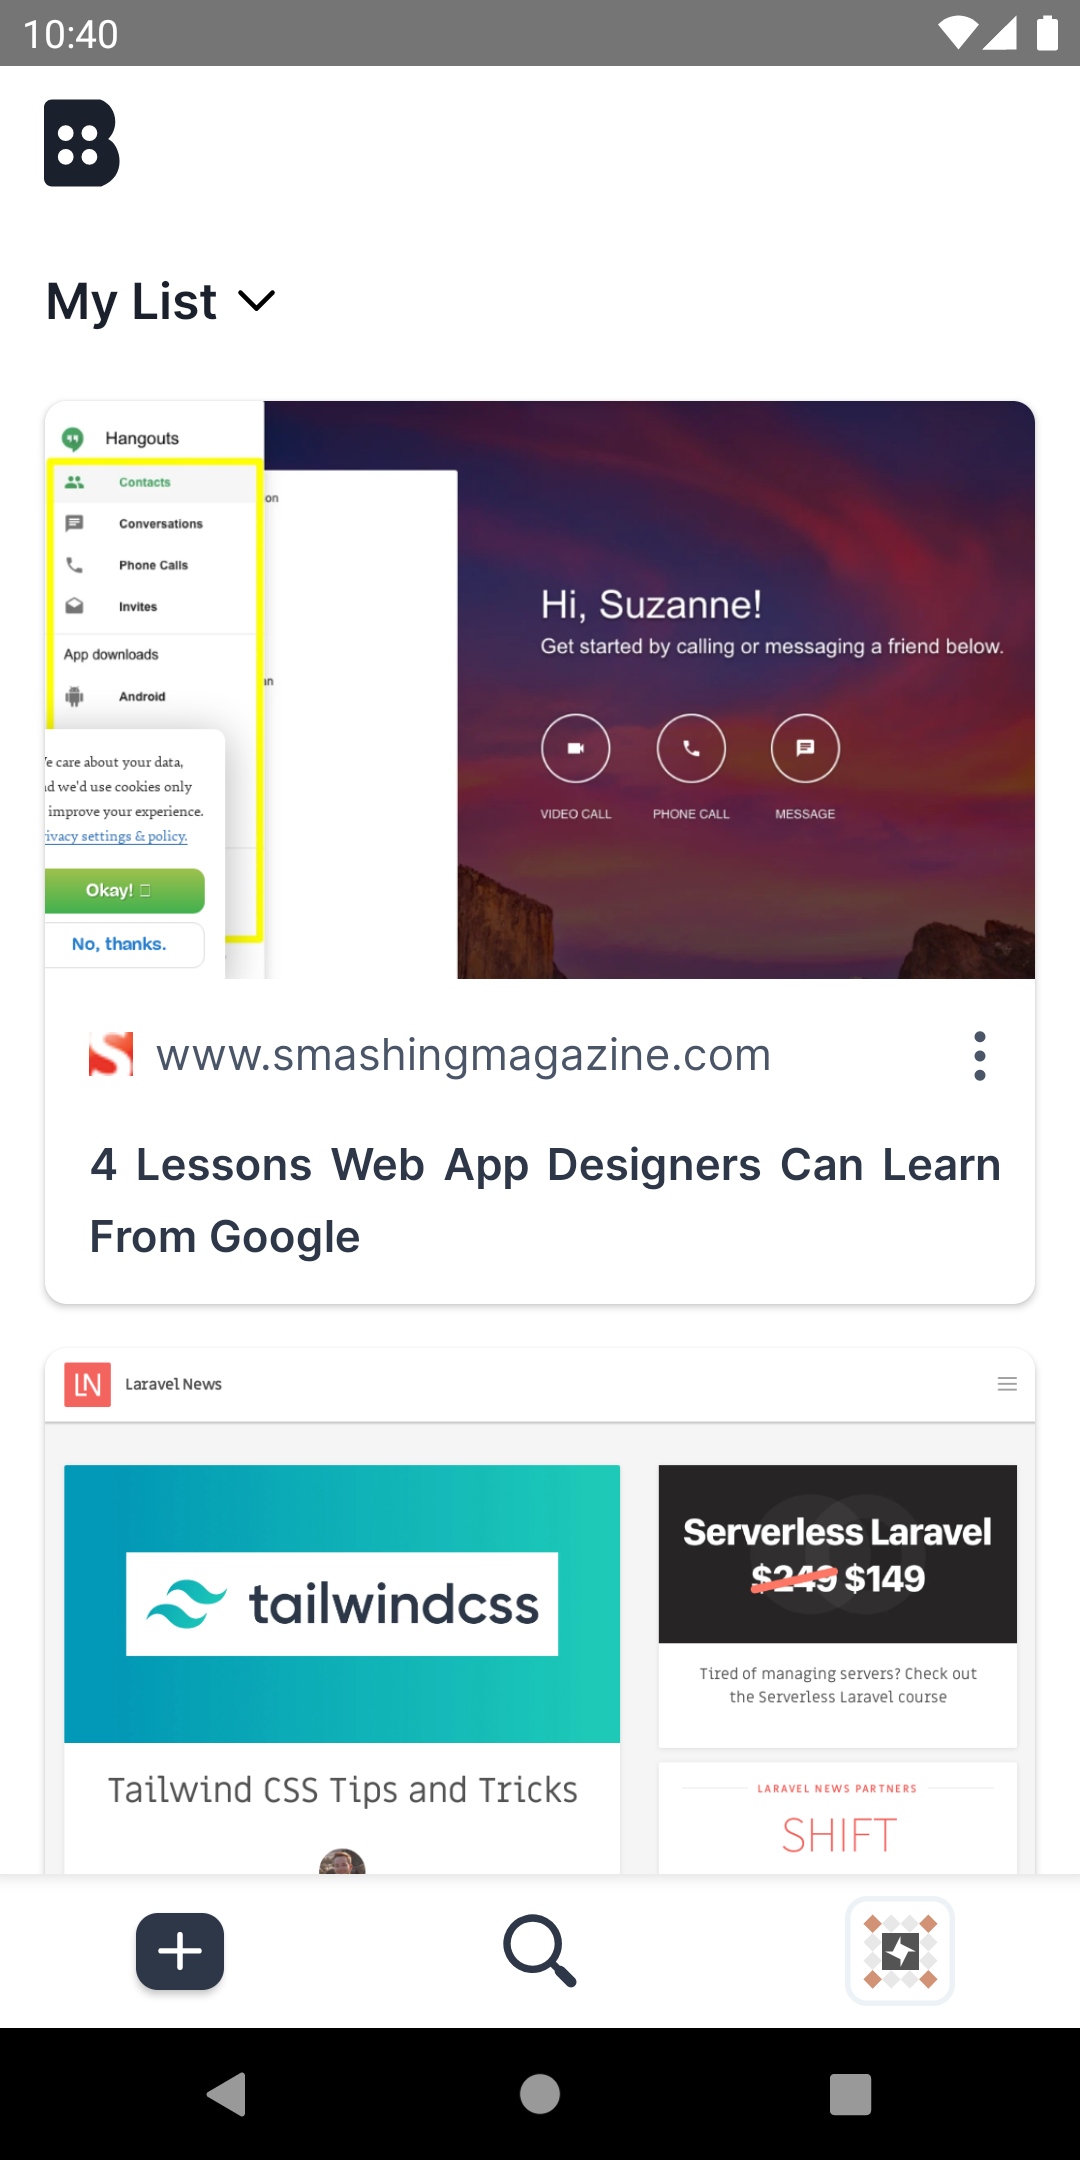 10:40
B
My List
Hangouts
Contacts
on
Conversations
Phone Calls
Invites
App downloads
Android
Hi, Suzanne!
Get started by calling or messaging a friend below.
VIDEO CALL PHONE CALL MESSAGE
e care about your data,
d we'd use cookies only
improve your experience.
ivacy settings & policy.
Okay!
No, thanks.
www.smashingmagazine.com
4 Lessons Web App Designers Can Learn
From Google
LN Laravel News
tailwindcss
Tailwind CSS Tips and Tricks
Serverless Laravel
$249 $149
Tired of managing servers? Check out
the Serverless Laravel course
LARAVEL NEWS PARTNERS
SHIFT